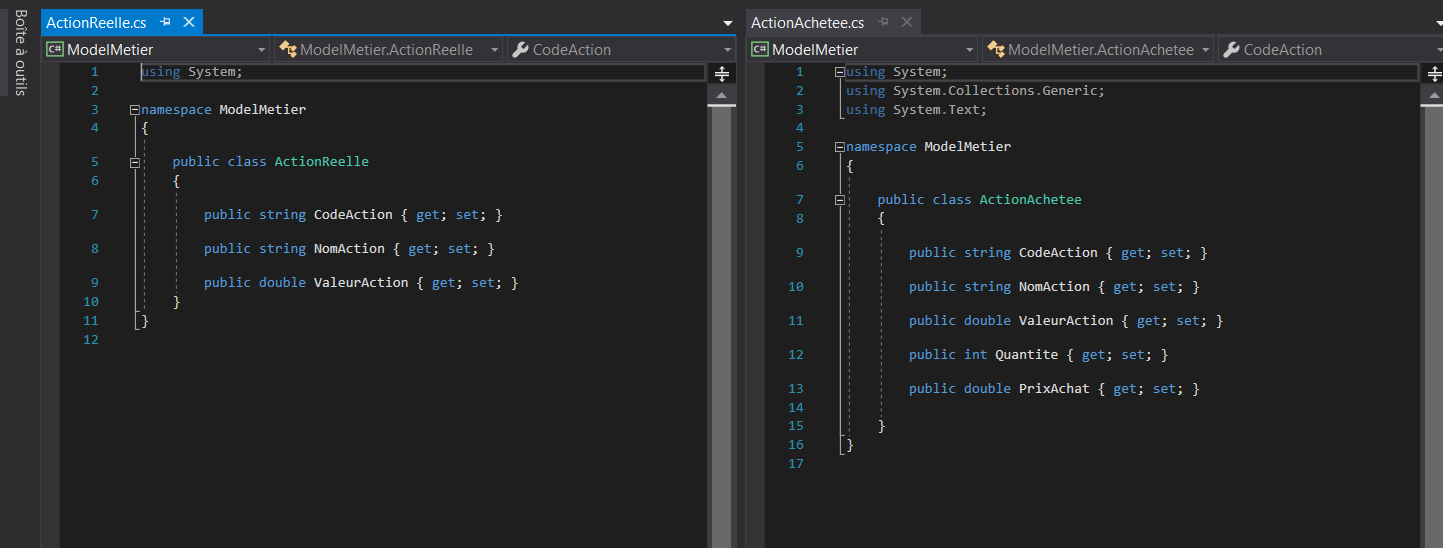 Boîte à outils
ActionReelle.cs
ModelMetier
ModelMetier.ActionReelle
CodeAction
1 using System;
2
3 namespace ModelMetier
4 {
5 public class ActionReelle
6 {
7 public string CodeAction { get; set; }
8 public string NomAction { get; set; }
9 public double ValeurAction { get; set; }
10 }
11 }
12
ActionAchetee.cs
C# ModelMetier
ModelMetier.ActionAchetee
CodeAction
1 using System;
2 using System.Collections.Generic;
3 using System.Text;
4
5 namespace ModelMetier
6 {
7 public class ActionAchetee
8 {
9 public string CodeAction { get; set; }
10 public string NomAction { get; set; }
11 public double ValeurAction { get; set; }
12 public int Quantite { get; set; }
13 public double PrixAchat { get; set; }
14
15 }
16 }
17